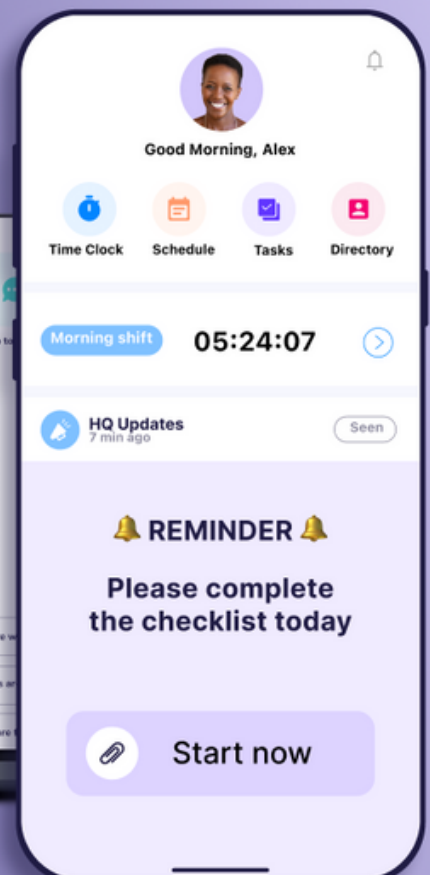 Good Morning, Alex
Time Clock Schedule Tasks Directory
Morning shift 05:24:07
HQ Updates Seen
7 min ago
🔔 REMINDER 🔔
Please complete
the checklist today
Start now